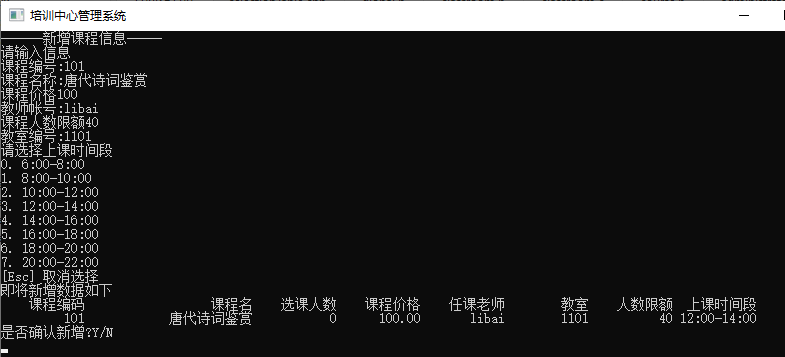 培训中心管理系统
——————新增课程信息—————
请输入信息
课程编号:101
课程名称:唐代诗词鉴赏
课程价格100
教师帐号:libai
课程人数限额40
教室编号:1101
请选择上课时间段
0. 6:00-8:00
1. 8:00-10:00
2. 10:00-12:00
3. 12:00-14:00
4. 14:00-16:00
5. 16:00-18:00
6. 18:00-20:00
7. 20:00-22:00
[Esc] 取消选择
即将新增数据如下
课程编码 课程名 选课人数 课程价格 任课老师 教室 人数限额 上课时间段
101 唐代诗词鉴赏 0 100.00 libai 1101 40 12:00-14:00
是否确认新增?Y/N